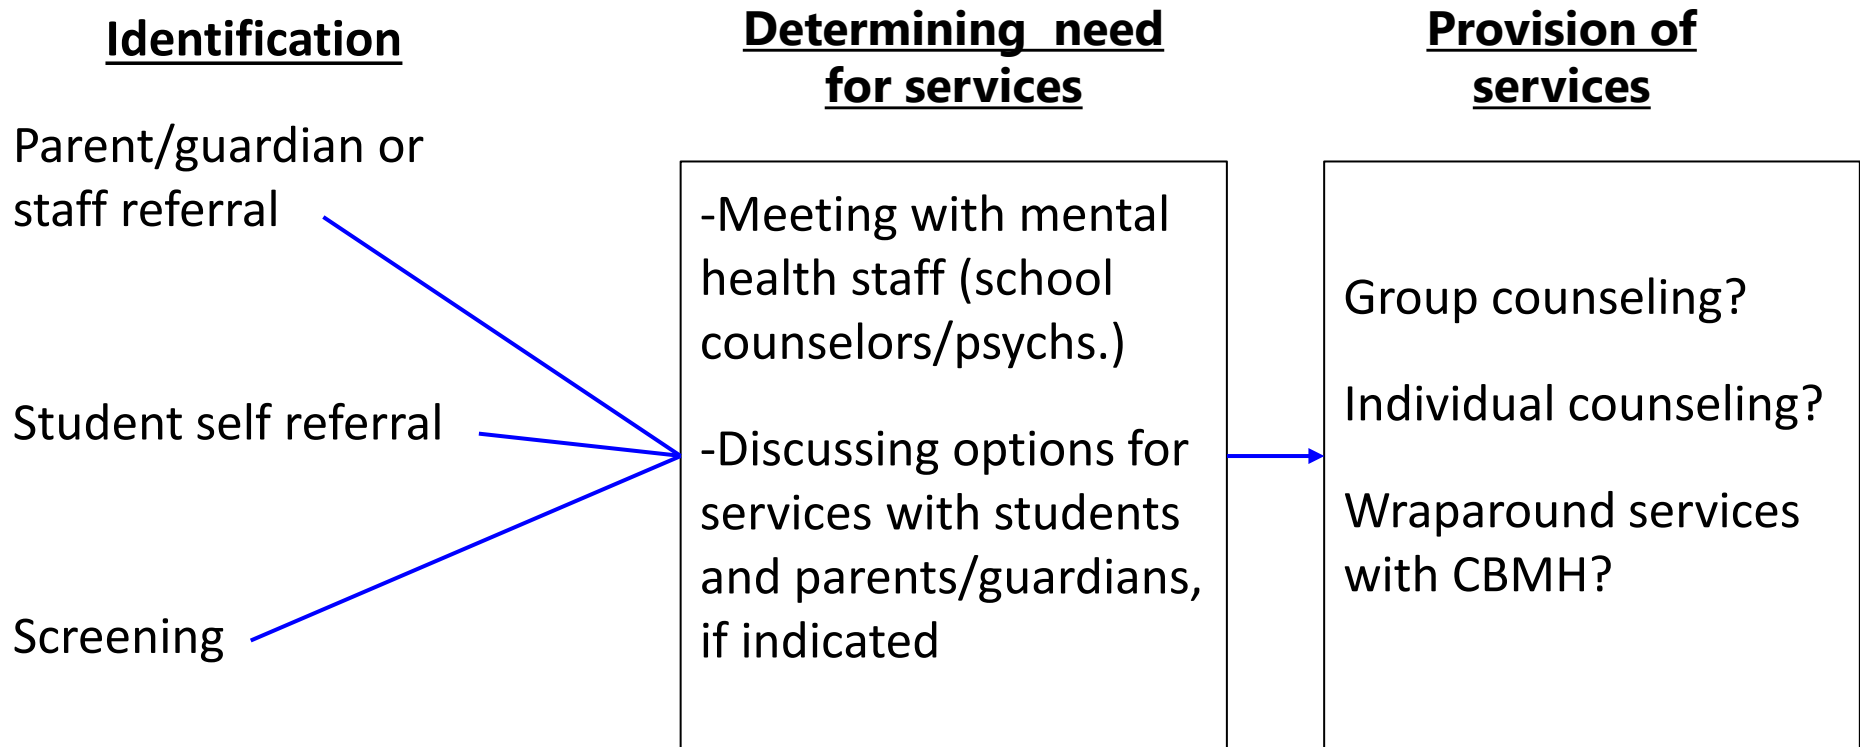 Identification
Parent/guardian or
staff referral
Student self referral
Screening
Determining need
for services
-Meeting with mental
health staff (school
counselors/psychs.)
-Discussing options for
services with students
and parents/guardians,
if indicated
Provision of
services
Group counseling?
Individual counseling?
Wraparound services
with CBMH?